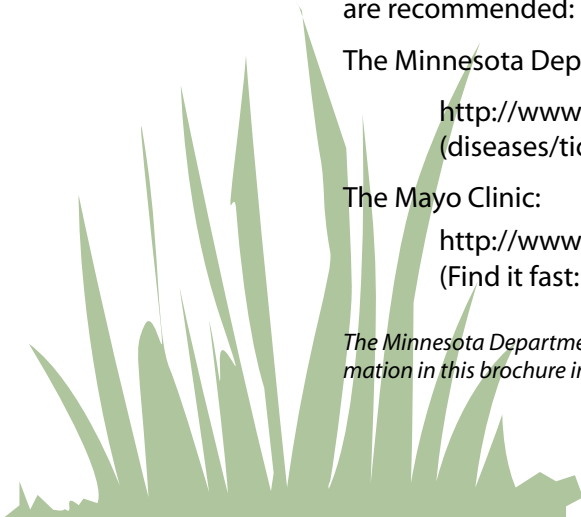 are recommended:
The Minnesota Dep
http://www
(diseases/tic
The Mayo Clinic:
http://www
(Find it fast:
The Minnesota Departme
mation in this brochure i